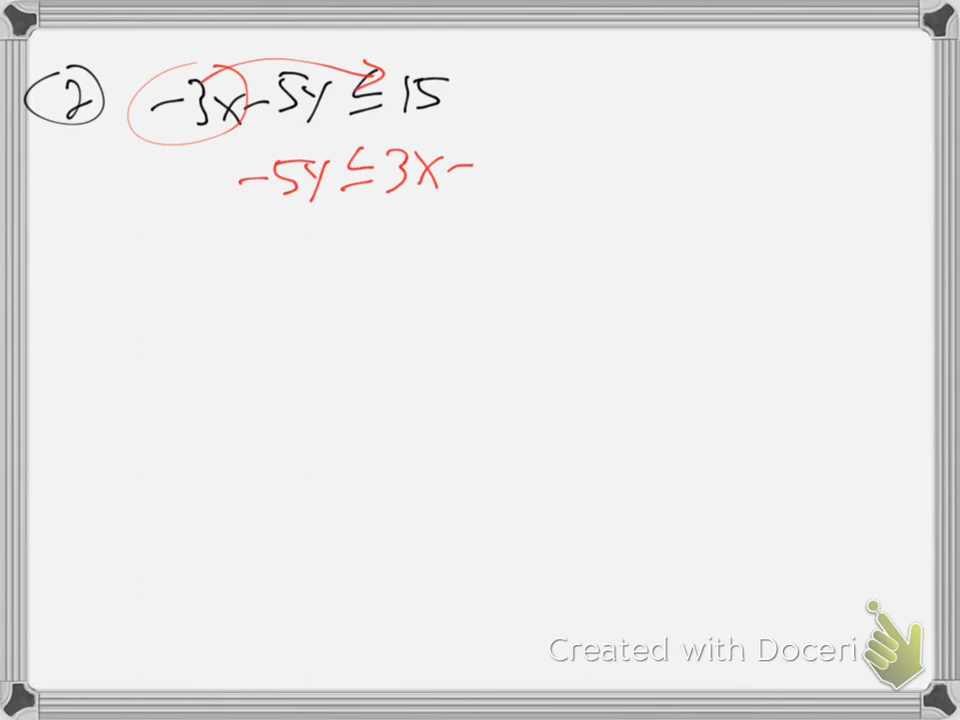 ② -3x-5y ≤ 15
-5y ≤ 3x-
Created with Doceri